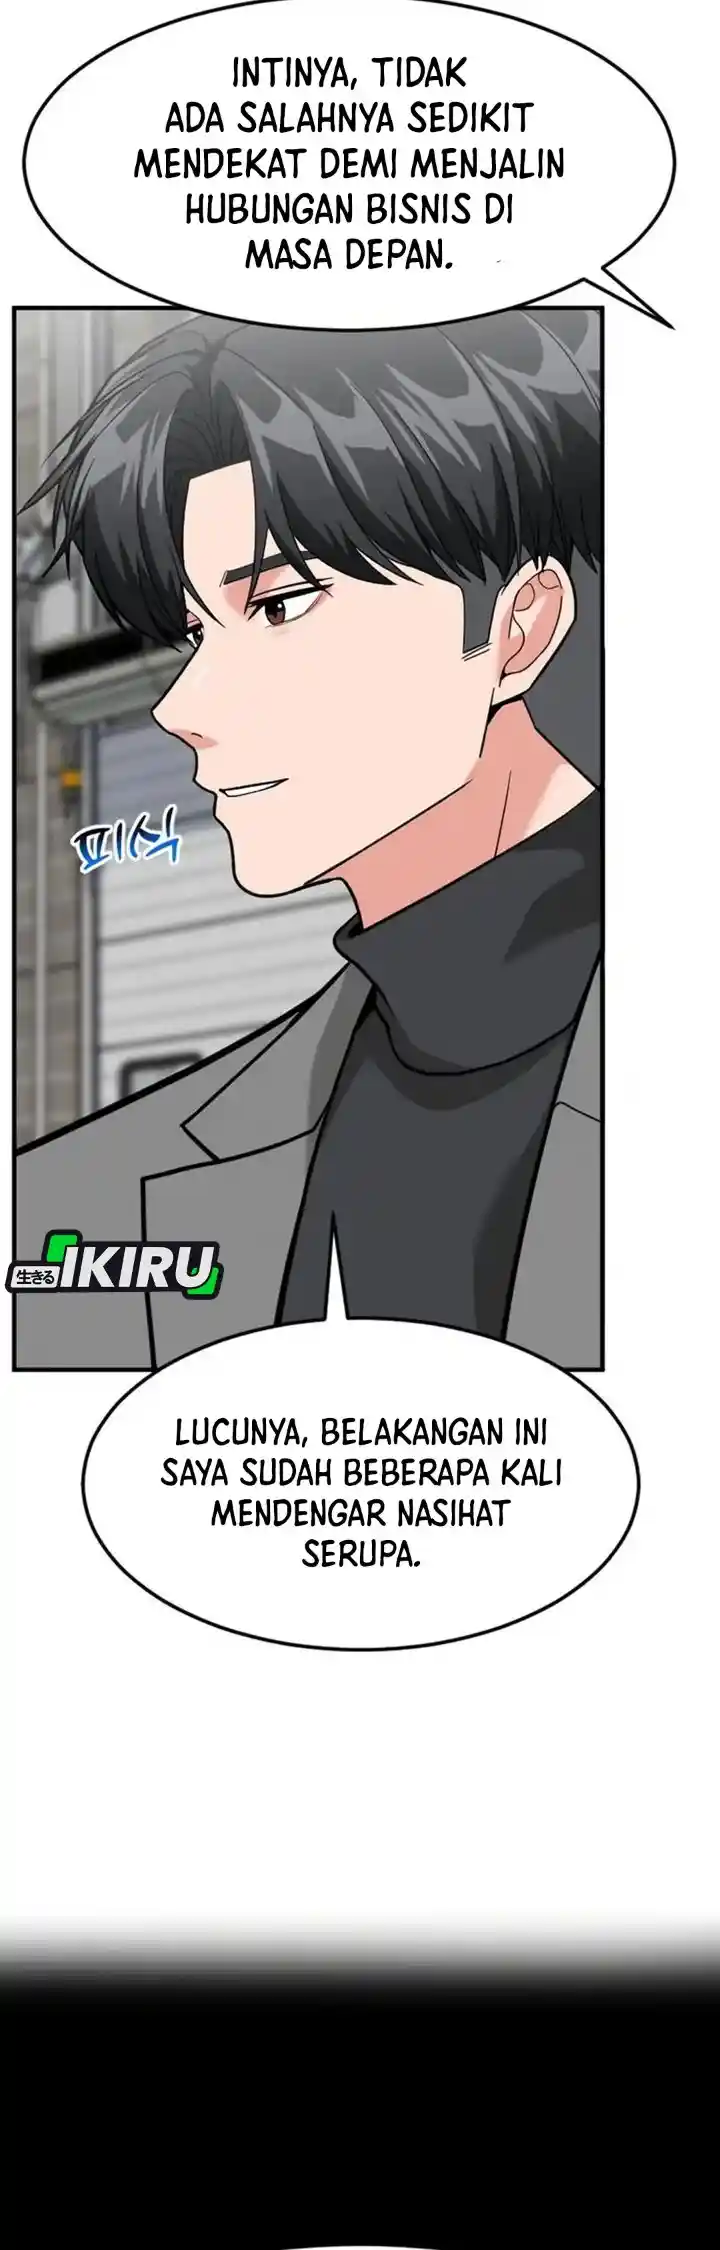 INTINYA, TIDAK
ADA SALAHNYA SEDIKIT
MENDEKAT DEMI MENJALIN
HUBUNGAN BISNIS DI
MASA DEPAN.
피식
生きる IKIRU
LUCUNYA, BELAKANGAN INI
SAYA SUDAH BEBERAPA KALI
MENDENGAR NASIHAT
SERUPA.